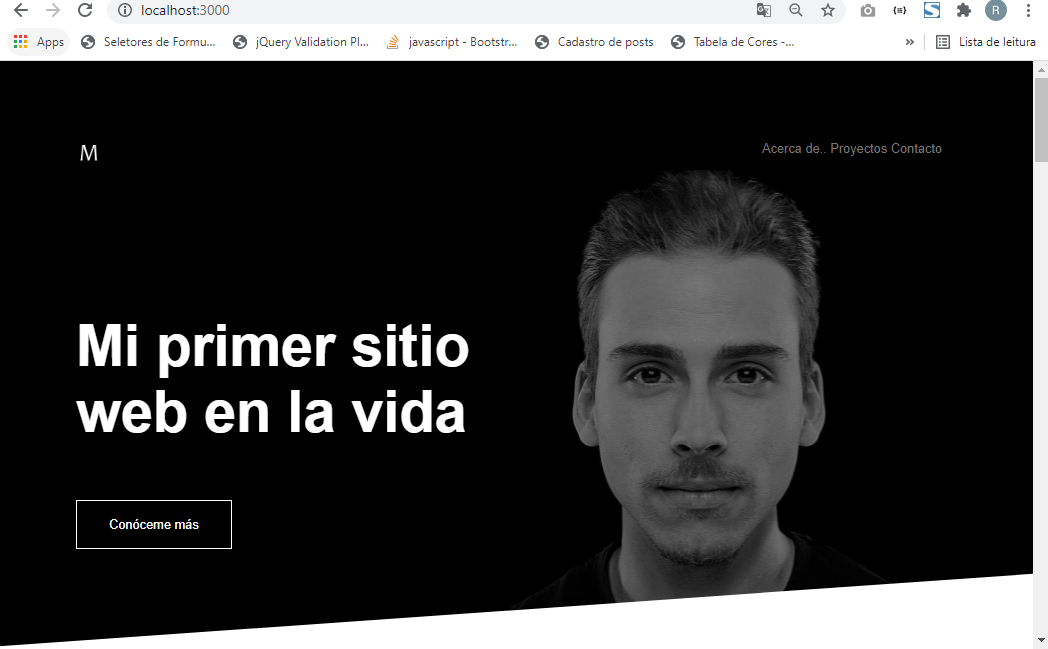 localhost:3000
Apps
Seletores de Formu...
jQuery Validation Pl...
javascript - Bootstr...
Cadastro de posts
Tabela de Cores -...
»
Lista de leitura
R
M
Acerca de.. Proyectos Contacto
Mi primer sitio
web en la vida
Conóceme más